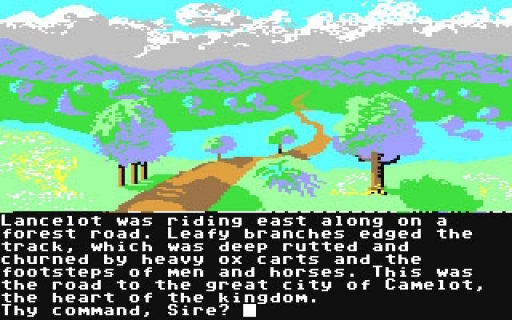 Lancelot was riding east along on a
forest road. Leafy branches edged the
track, which was deep rutted and
churned by heavy ox carts and the
footsteps of men and horses. This was
the road to the great city of Camelot,
the heart of the kingdom.
Thy command, Sire?